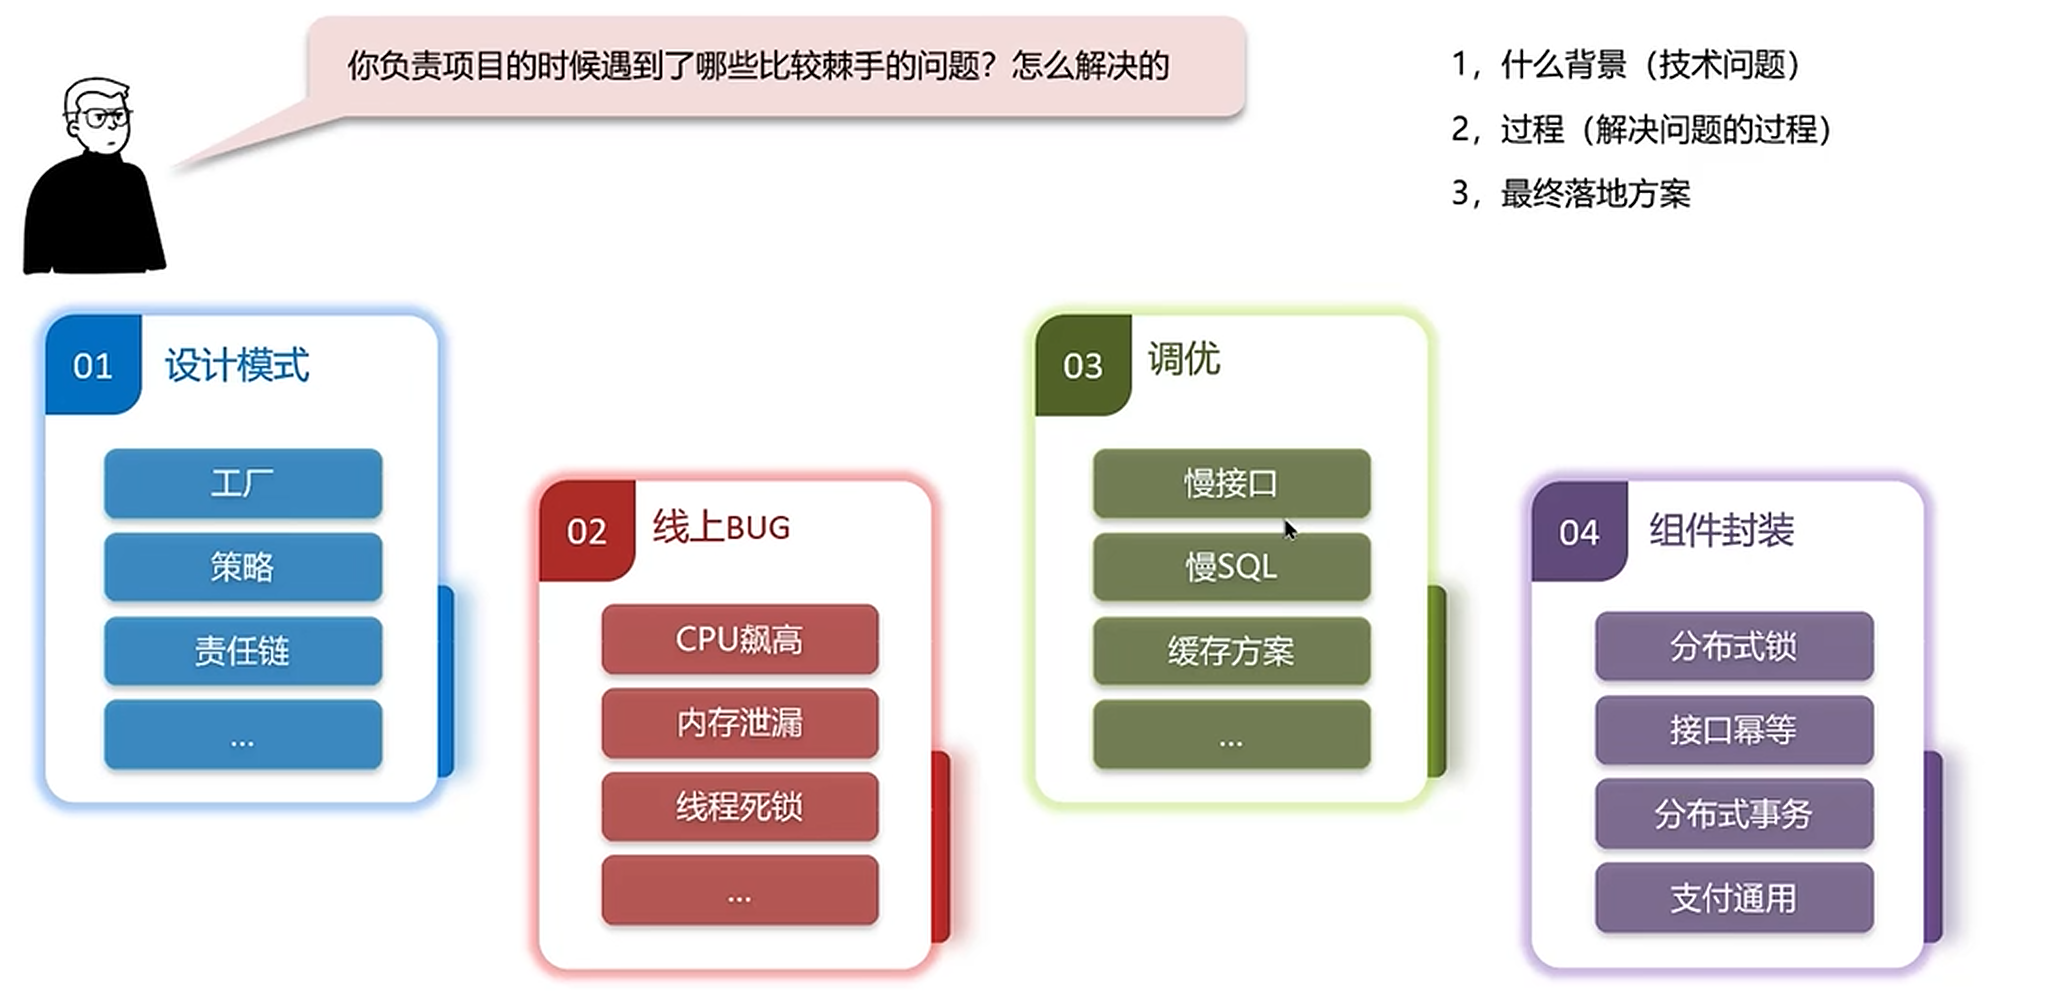 你负责项目的时候遇到了哪些比较棘手的问题？怎么解决的
1，什么背景（技术问题）
2，过程（解决问题的过程）
3，最终落地方案
01
设计模式
工厂
策略
责任链
...
02
线上BUG
CPU飙高
内存泄漏
线程死锁
...
03
调优
慢接口
慢SQL
缓存方案
...
04
组件封装
分布式锁
接口幂等
分布式事务
支付通用